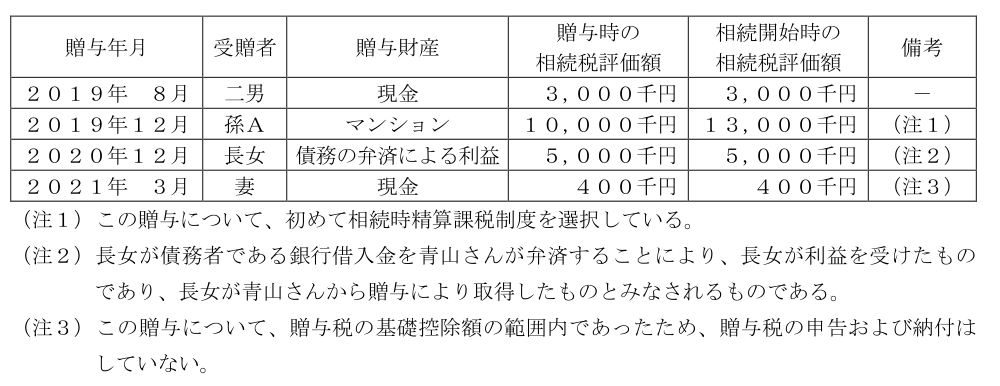 贈与年月 受贈者 贈与財産 贈与時の相続税評価額 相続開始時の相続税評価額 備考
２０１９年　８月 二男 現金 ３，０００千円 ３，０００千円 －
２０１９年１２月 孫Ａ マンション １０，０００千円 １３，０００千円 （注１）
２０２０年１２月 長女 債務の弁済による利益 ５，０００千円 ５，０００千円 （注２）
２０２１年　３月 妻 現金 ４００千円 ４００千円 （注３）
（注１）この贈与について、初めて相続時精算課税制度を選択している。
（注２）長女が債務者である銀行借入金を青山さんが弁済することにより、長女が利益を受けたもの
であり、長女が青山さんから贈与により取得したものとみなされるものである。
（注３）この贈与について、贈与税の基礎控除額の範囲内であったため、贈与税の申告および納付は
していない。